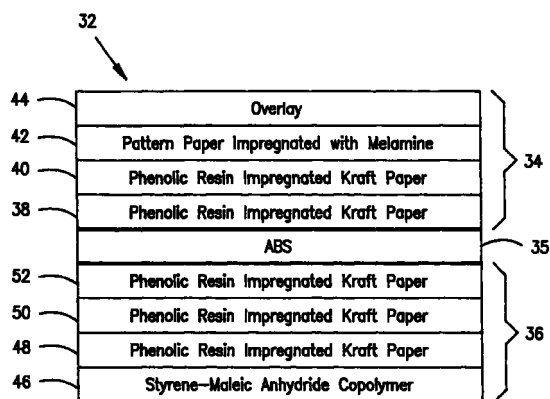 32
44 Overlay
42 Pattern Paper Impregnated with Melamine
40 Phenolic Resin Impregnated Kraft Paper
34
38 Phenolic Resin Impregnated Kraft Paper
ABS 35
52 Phenolic Resin Impregnated Kraft Paper
50 Phenolic Resin Impregnated Kraft Paper
36
48 Phenolic Resin Impregnated Kraft Paper
46 Styrene-Maleic Anhydride Copolymer